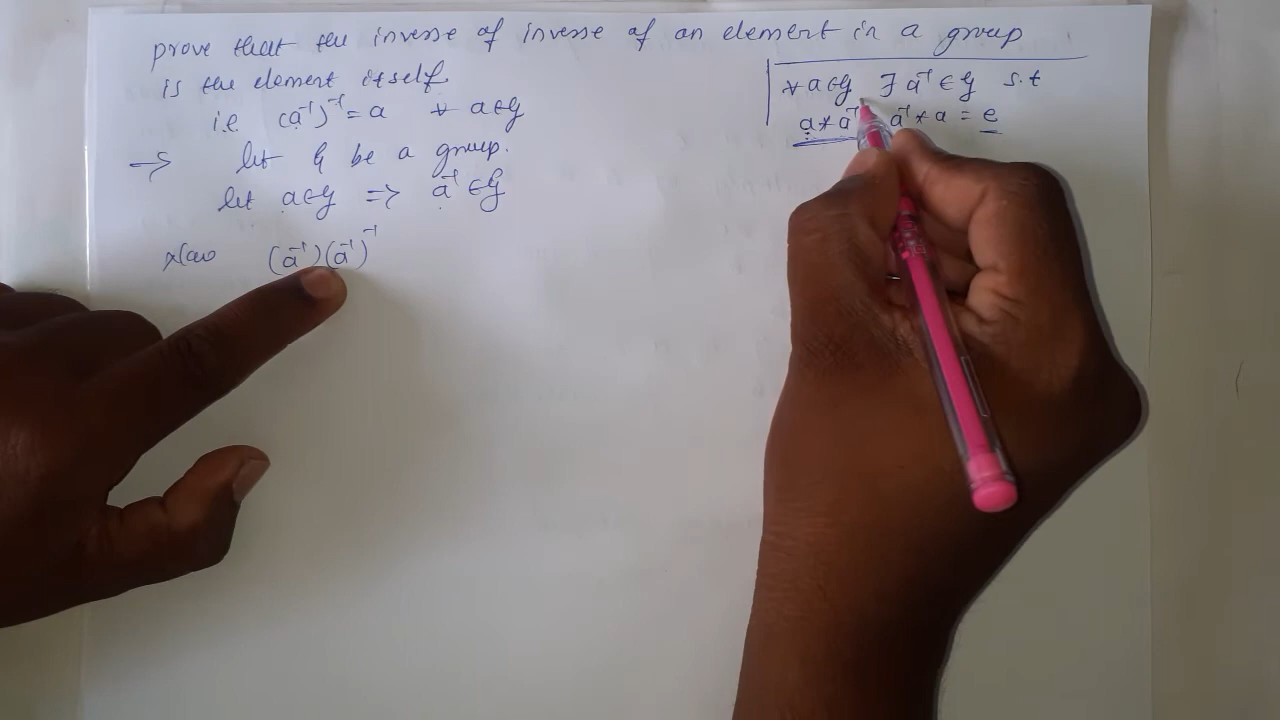 prove that the inverse of inverse of an element in a group
is the element itself.
i.e (a⁻¹)⁻¹ = a ∀ a∈G
→ let G be a group.
let a∈G => a⁻¹ ∈ G
Now (a⁻¹)(a⁻¹)⁻¹
∀ a∈G ∃ a⁻¹ ∈ G s.t
a * a⁻¹ a⁻¹ * a = e